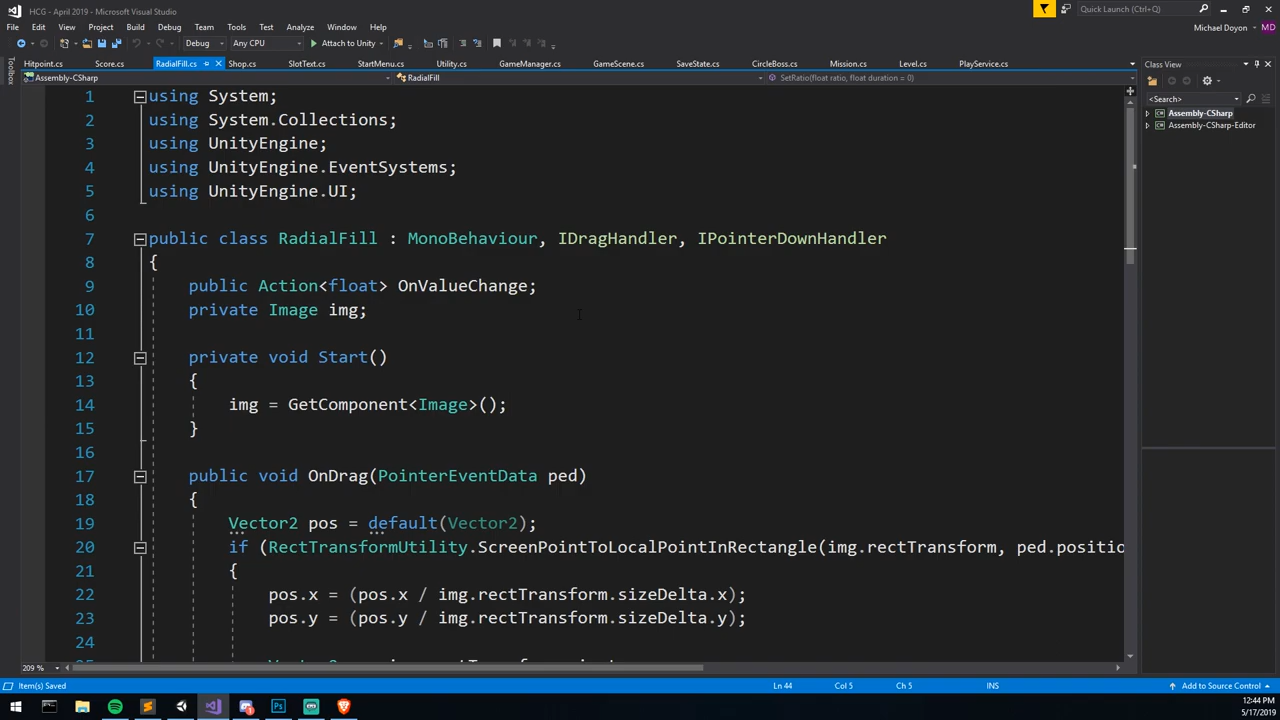 HCG - April 2019 - Microsoft Visual Studio
Quick Launch (Ctrl+Q)
File Edit View Project Build Debug Team Tools Test Analyze Window Help
Michael Doyon MD
Debug Any CPU Attach to Unity
Toolbox
Hitpoint.cs Score.cs RadialFill.cs Shop.cs SlotText.cs StartMenu.cs Utility.cs GameManager.cs GameScene.cs SaveState.cs CircleBoss.cs Mission.cs Level.cs PlayService.cs
Class View
Assembly-CSharp RadialFill SetRatio(float ratio, float duration = 0)
<Search>
Assembly-CSharp
Assembly-CSharp-Editor
1 using System;
2 using System.Collections;
3 using UnityEngine;
4 using UnityEngine.EventSystems;
5 using UnityEngine.UI;
6
7 public class RadialFill : MonoBehaviour, IDragHandler, IPointerDownHandler
8 {
9 public Action<float> OnValueChange;
10 private Image img;
11
12 private void Start()
13 {
14 img = GetComponent<Image>();
15 }
16
17 public void OnDrag(PointerEventData ped)
18 {
19 Vector2 pos = default(Vector2);
20 if (RectTransformUtility.ScreenPointToLocalPointInRectangle(img.rectTransform, ped.positio
21 {
22 pos.x = (pos.x / img.rectTransform.sizeDelta.x);
23 pos.y = (pos.y / img.rectTransform.sizeDelta.y);
24
209 %
Item(s) Saved Ln 44 Col 5 Ch 5 INS Add to Source Control
12:44 PM
5/17/2019